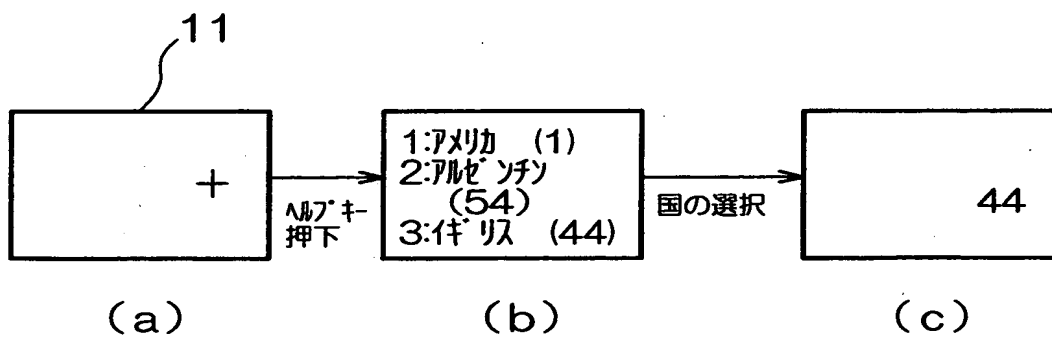 11
+
ﾍﾙﾌﾟｷｰ
押下
1:ｱﾒﾘｶ (1)
2:ｱﾙｾﾞﾝﾁﾝ
(54)
3:ｲｷﾞﾘｽ (44)
国の選択
44
(a)
(b)
(c)